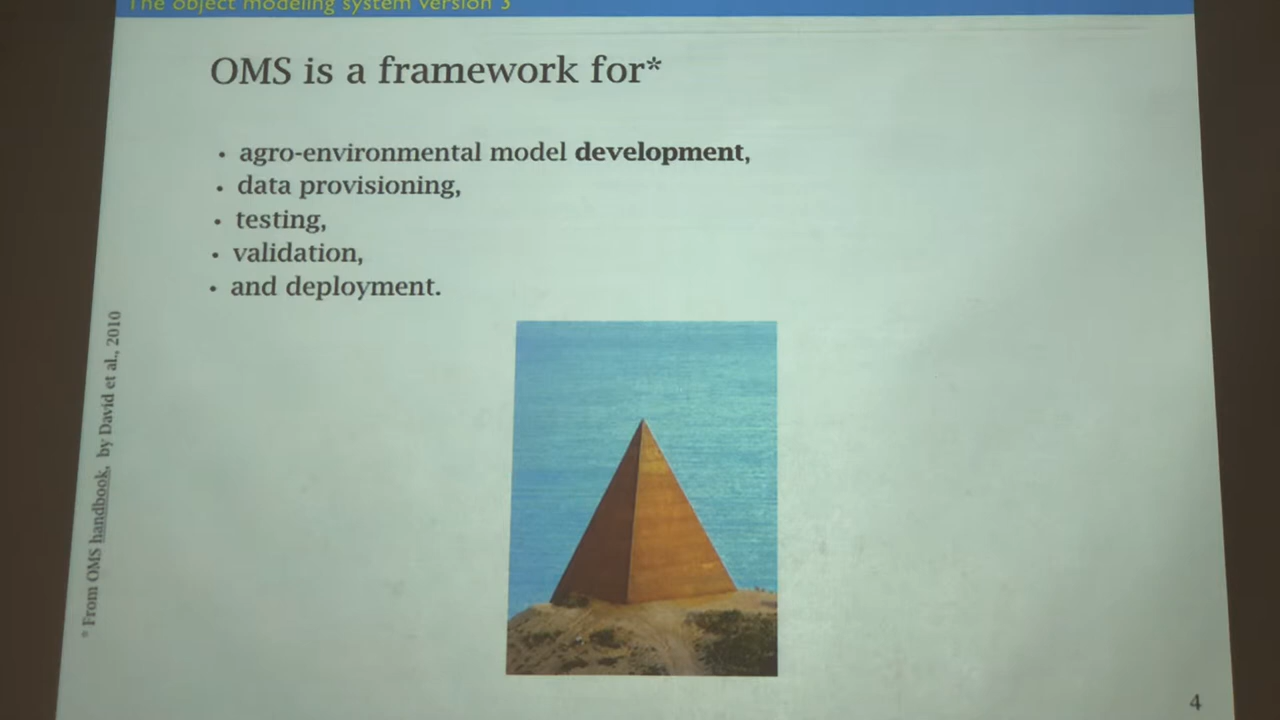 The object modeling system version 3
OMS is a framework for*
• agro-environmental model development,
• data provisioning,
• testing,
• validation,
• and deployment.
* From OMS handbook, by David et al., 2010
4